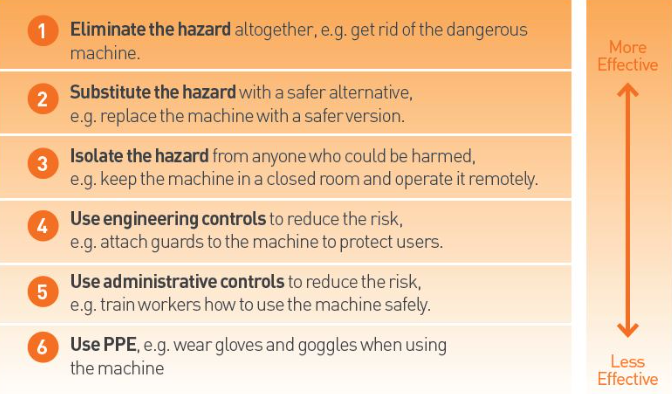 1 Eliminate the hazard altogether, e.g. get rid of the dangerous
machine.
2 Substitute the hazard with a safer alternative,
e.g. replace the machine with a safer version.
3 Isolate the hazard from anyone who could be harmed,
e.g. keep the machine in a closed room and operate it remotely.
4 Use engineering controls to reduce the risk,
e.g. attach guards to the machine to protect users.
5 Use administrative controls to reduce the risk,
e.g. train workers how to use the machine safely.
6 Use PPE, e.g. wear gloves and goggles when using
the machine
More
Effective
Less
Effective